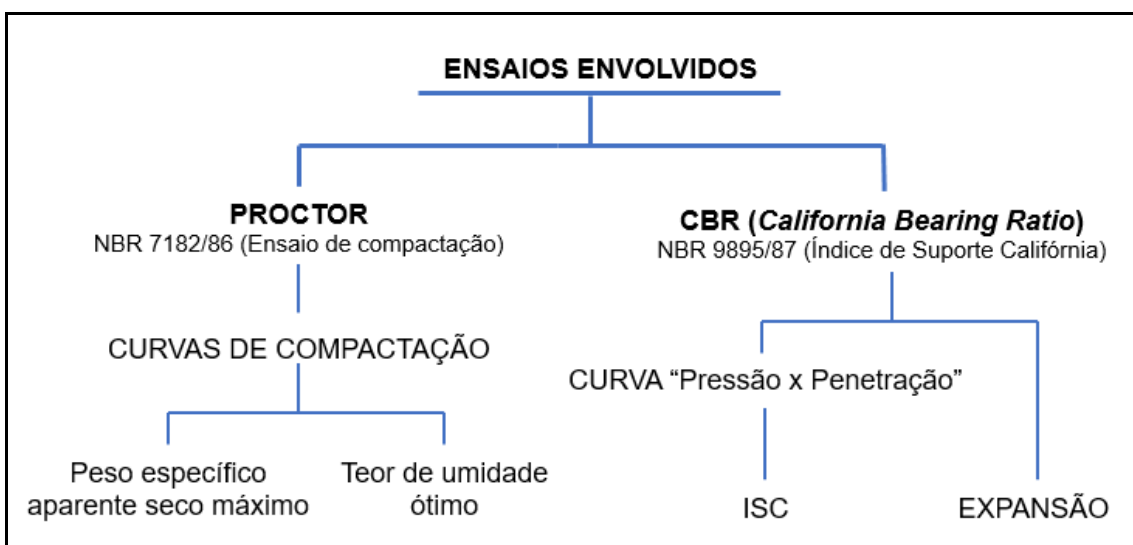 ENSAIOS ENVOLVIDOS
PROCTOR
NBR 7182/86 (Ensaio de compactação)
CBR (California Bearing Ratio)
NBR 9895/87 (Índice de Suporte Califórnia)
CURVAS DE COMPACTAÇÃO
CURVA “Pressão x Penetração”
Peso específico
aparente seco máximo
Teor de umidade
ótimo
ISC
EXPANSÃO